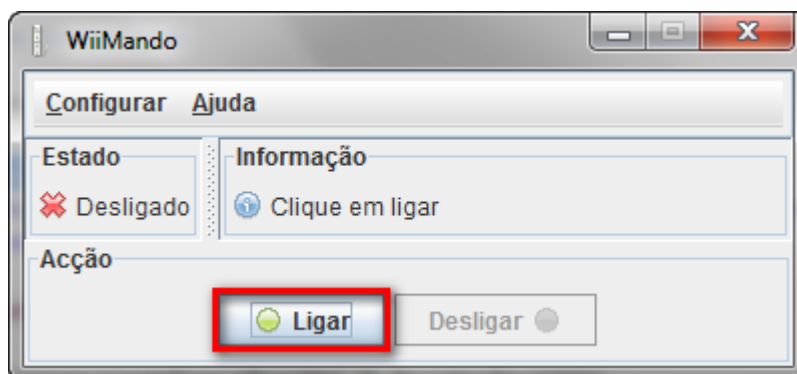 WiiMando
Configurar Ajuda
Estado Informação
Desligado Clique em ligar
Acção
Ligar Desligar